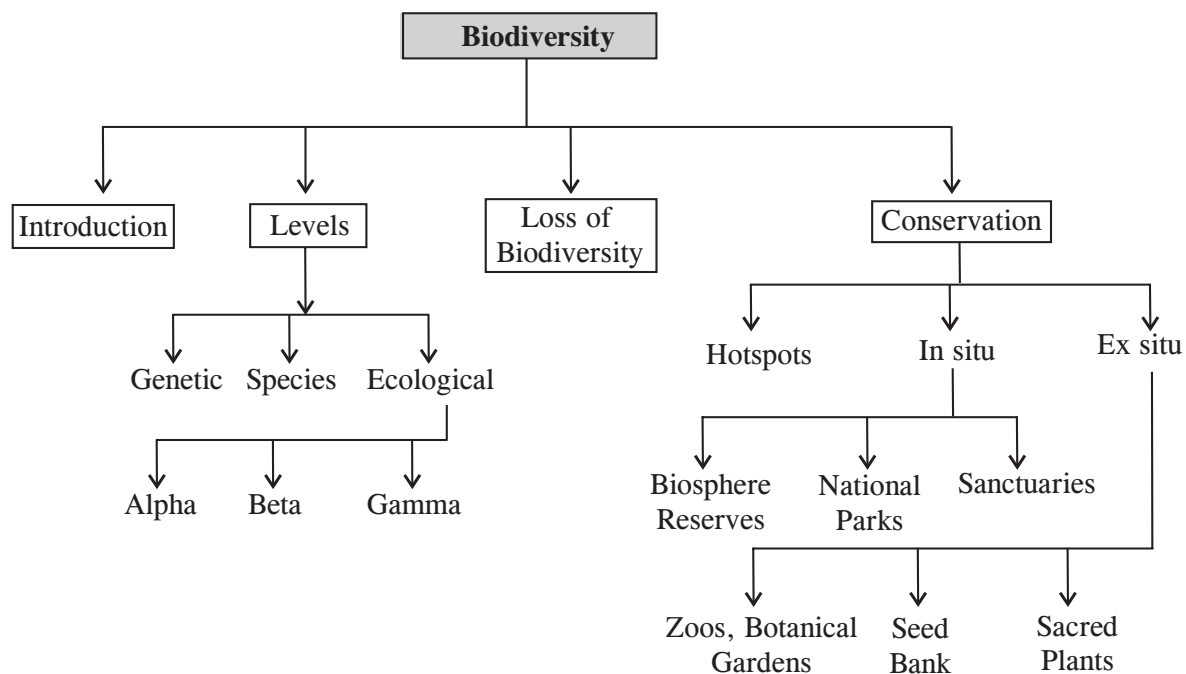 Biodiversity
Introduction
Levels
Loss of
Biodiversity
Conservation
Genetic
Species
Ecological
Hotspots
In situ
Ex situ
Alpha
Beta
Gamma
Biosphere
Reserves
National
Parks
Sanctuaries
Zoos, Botanical
Gardens
Seed
Bank
Sacred
Plants